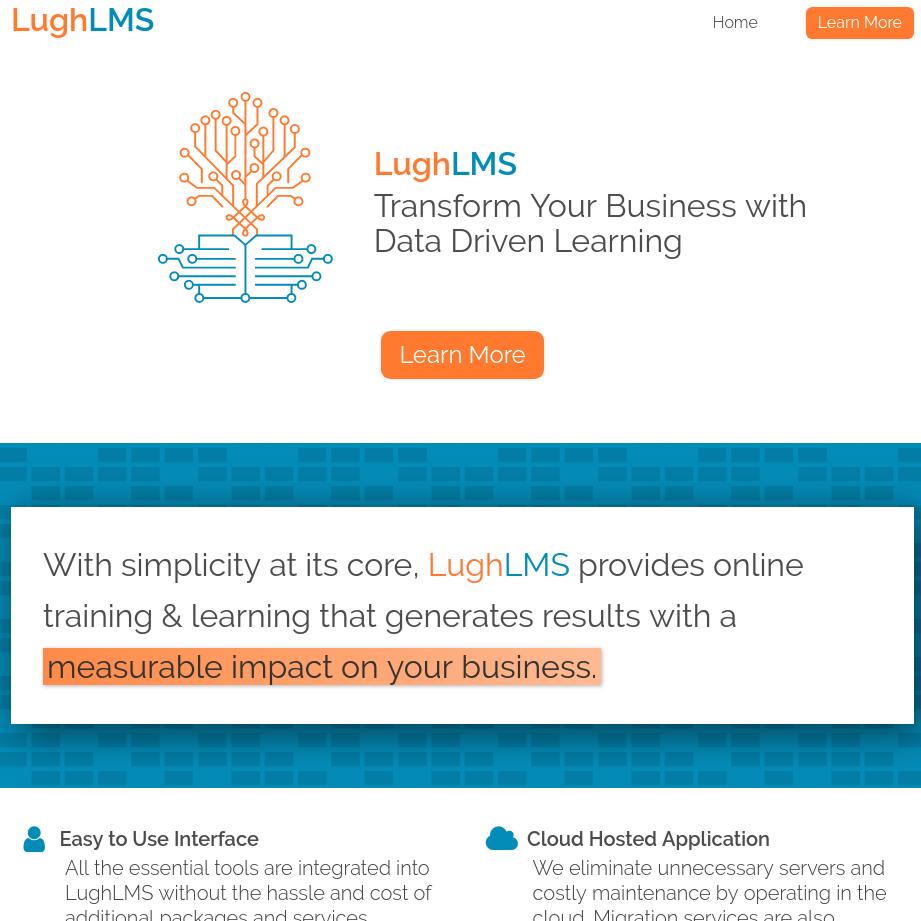 LughLMS
Home
Learn More
LughLMS
Transform Your Business with
Data Driven Learning
Learn More
With simplicity at its core, LughLMS provides online
training & learning that generates results with a
measurable impact on your business.
Easy to Use Interface
All the essential tools are integrated into
LughLMS without the hassle and cost of
additional packages and services
Cloud Hosted Application
We eliminate unnecessary servers and
costly maintenance by operating in the
cloud. Migration services are also